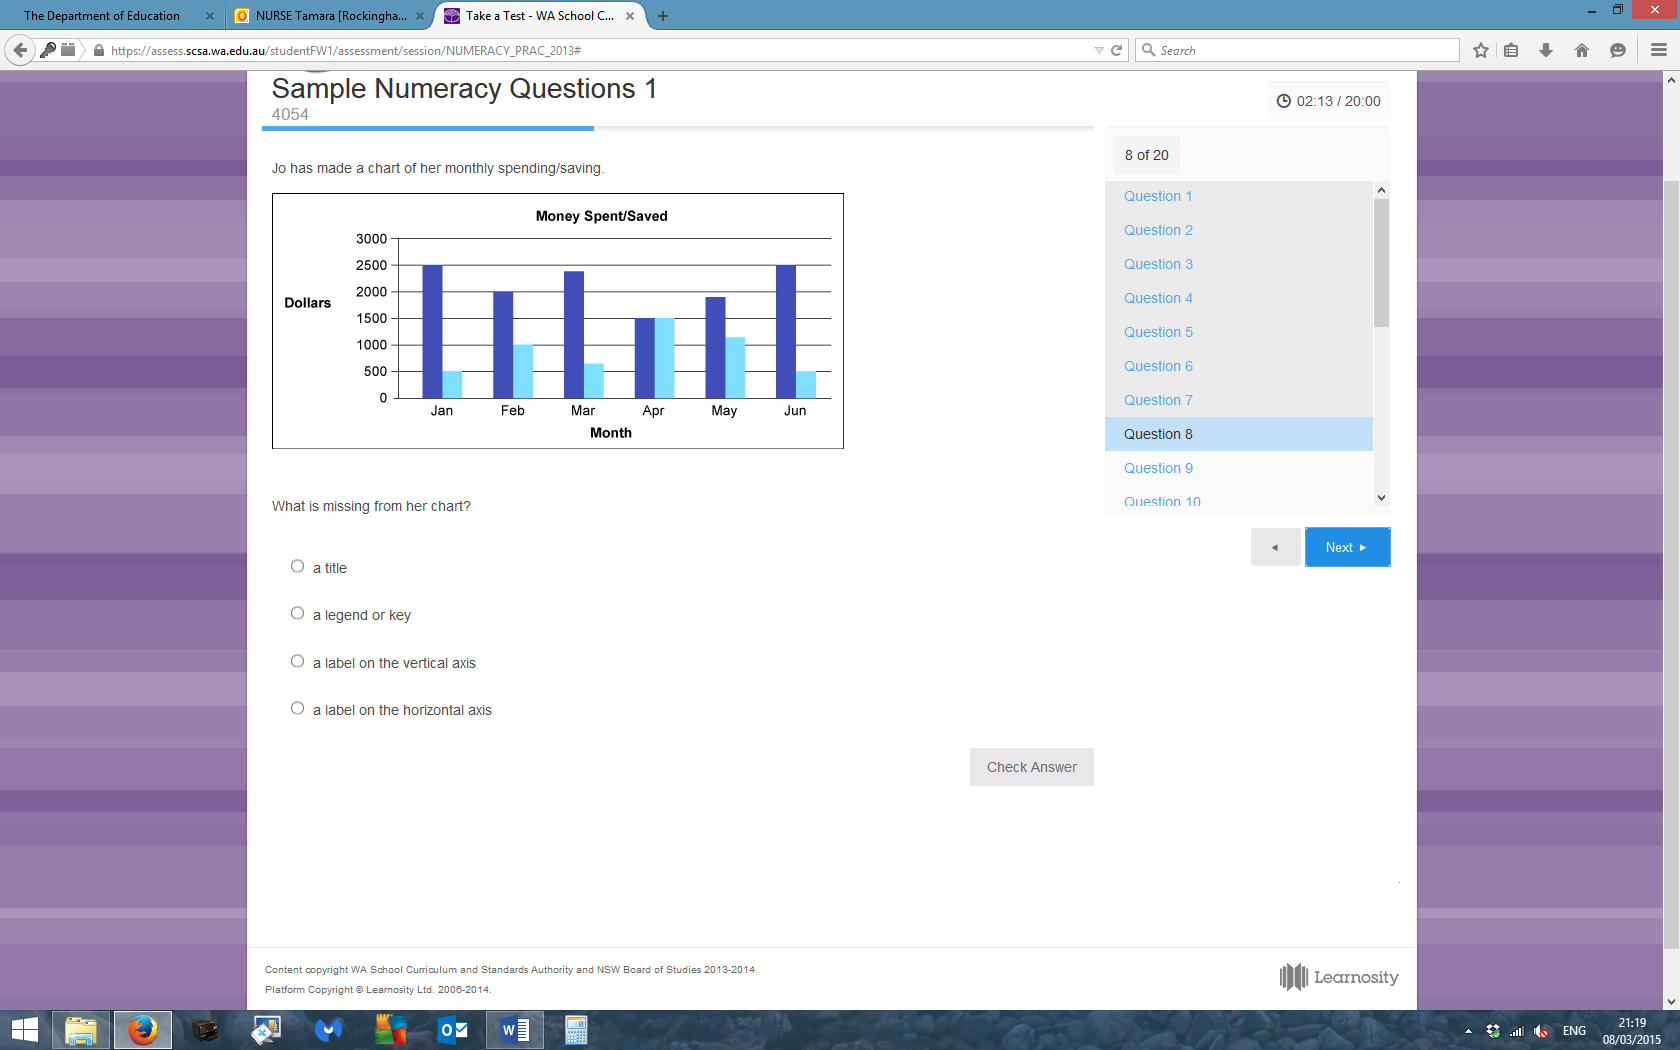 The Department of Education
NURSE Tamara [Rockingha...
Take a Test - WA School C...
https://assess.scsa.wa.edu.au/studentFW1/assessment/session/NUMERACY_PRAC_2013#
Search
Sample Numeracy Questions 1
4054
02:13 / 20:00
Jo has made a chart of her monthly spending/saving.
Money Spent/Saved
3000
2500
2000
Dollars
1500
1000
500
0
Jan Feb Mar Apr May Jun
Month
What is missing from her chart?
a title
a legend or key
a label on the vertical axis
a label on the horizontal axis
Check Answer
8 of 20
Question 1
Question 2
Question 3
Question 4
Question 5
Question 6
Question 7
Question 8
Question 9
Question 10
Next
Content copyright WA School Curriculum and Standards Authority and NSW Board of Studies 2013-2014.
Platform Copyright © Learnosity Ltd. 2006-2014.
Learnosity
ENG
21:19
08/03/2015